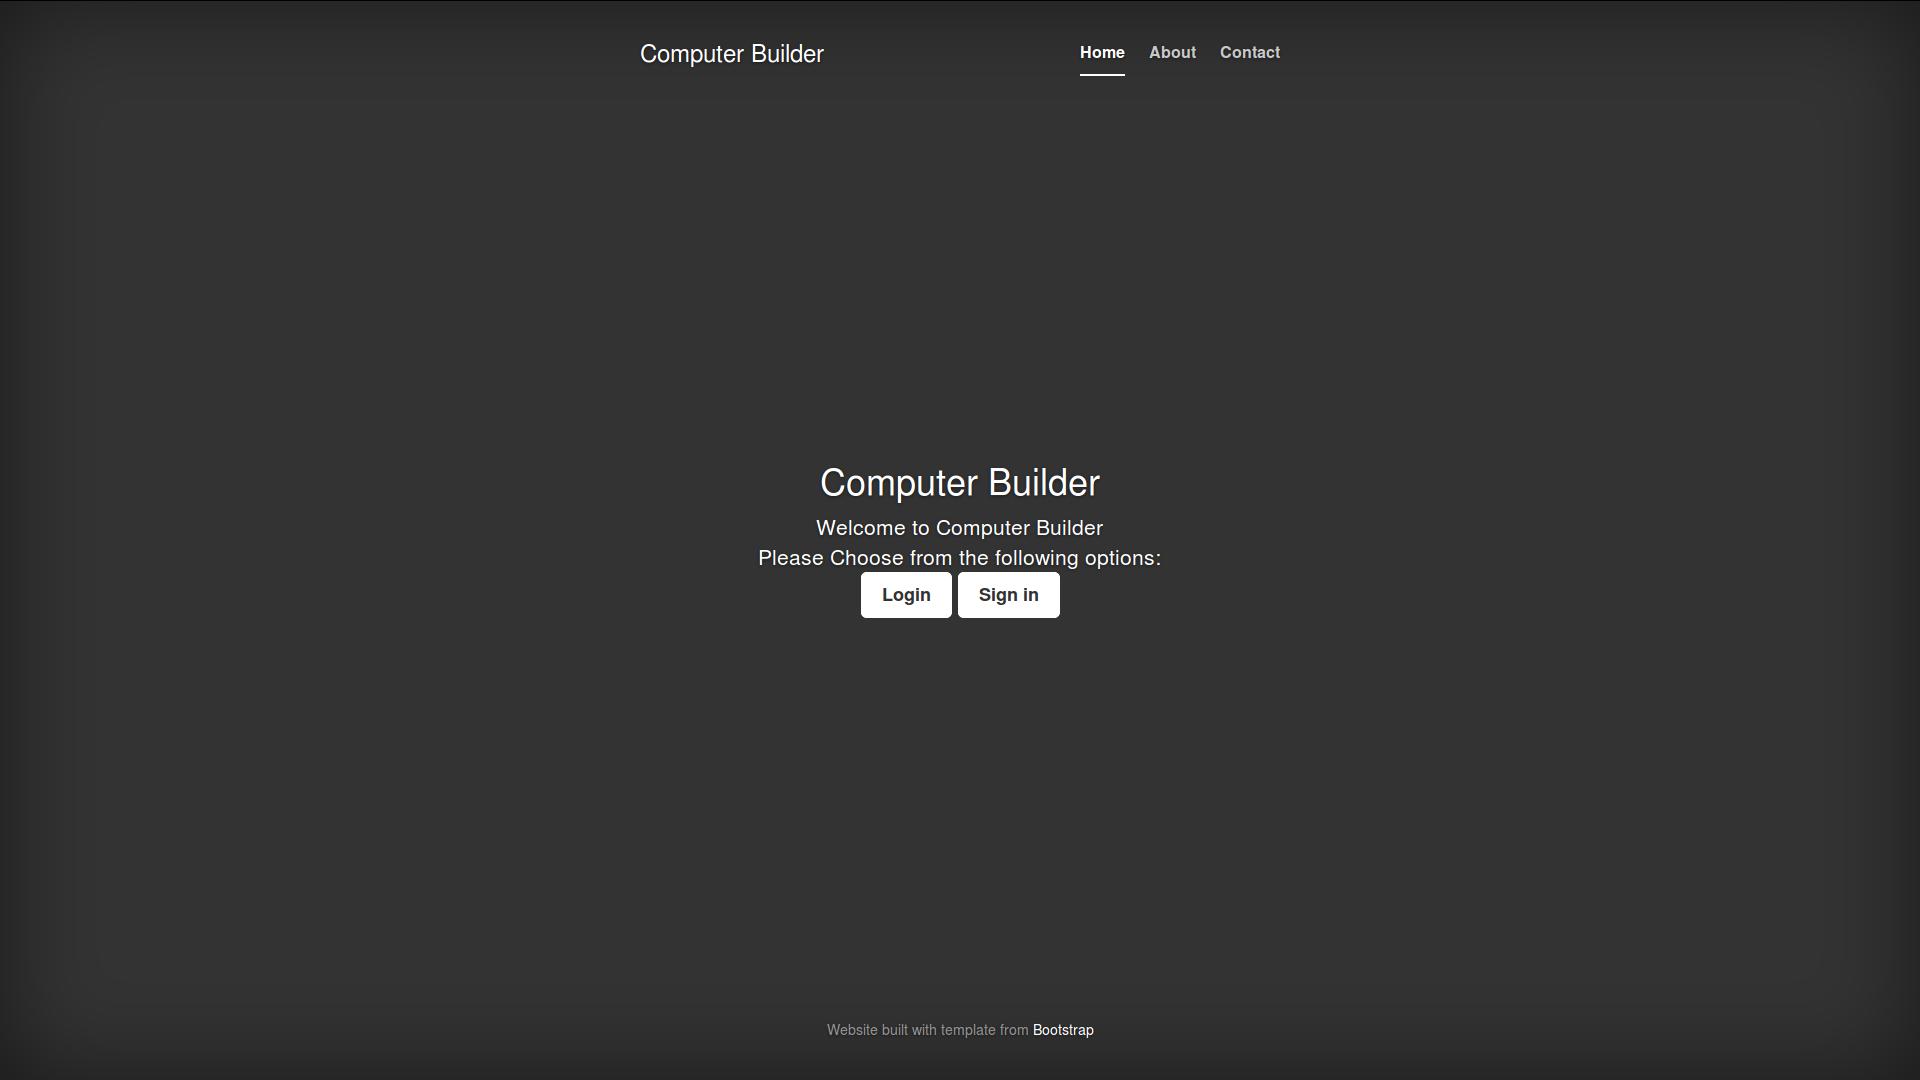 Computer Builder
Home About Contact
Computer Builder
Welcome to Computer Builder
Please Choose from the following options:
Login Sign in
Website built with template from Bootstrap